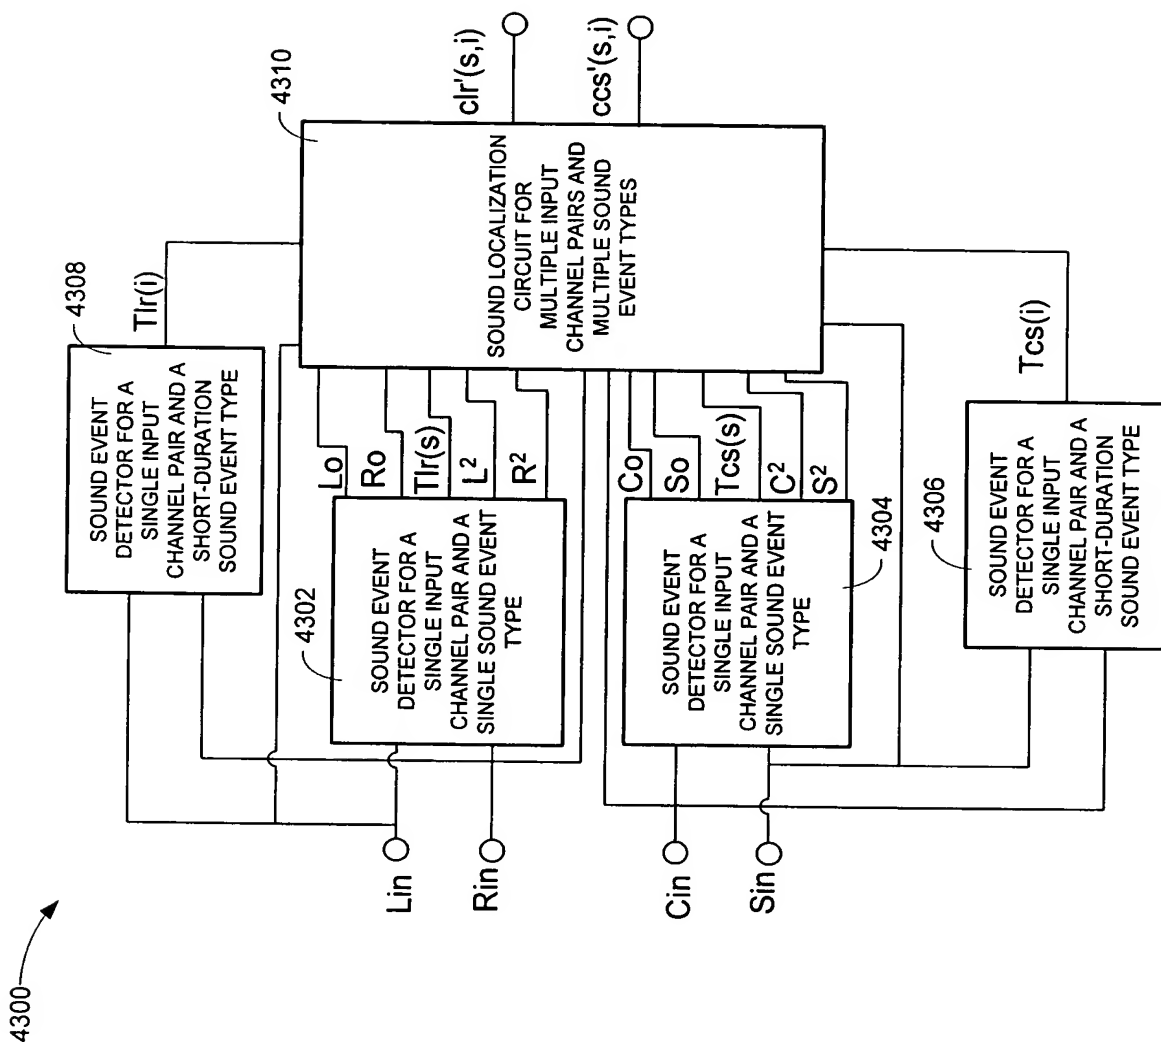 4300
4310
clr'(s,i)
ccs'(s,i)
SOUND LOCALIZATION
CIRCUIT FOR
MULTIPLE INPUT
CHANNEL PAIRS AND
MULTIPLE SOUND
EVENT TYPES
4308
Tlr(i)
SOUND EVENT
DETECTOR FOR A
SINGLE INPUT
CHANNEL PAIR AND A
SHORT-DURATION
SOUND EVENT TYPE
Lo
Ro
Tlr(s)
L²
R²
4302
SOUND EVENT
DETECTOR FOR A
SINGLE INPUT
CHANNEL PAIR AND A
SINGLE SOUND EVENT
TYPE
Lin
Rin
Co
So
Tcs(s)
C²
S²
4304
SOUND EVENT
DETECTOR FOR A
SINGLE INPUT
CHANNEL PAIR AND A
SINGLE SOUND EVENT
TYPE
Cin
Sin
Tcs(i)
4306
SOUND EVENT
DETECTOR FOR A
SINGLE INPUT
CHANNEL PAIR AND A
SHORT-DURATION
SOUND EVENT TYPE